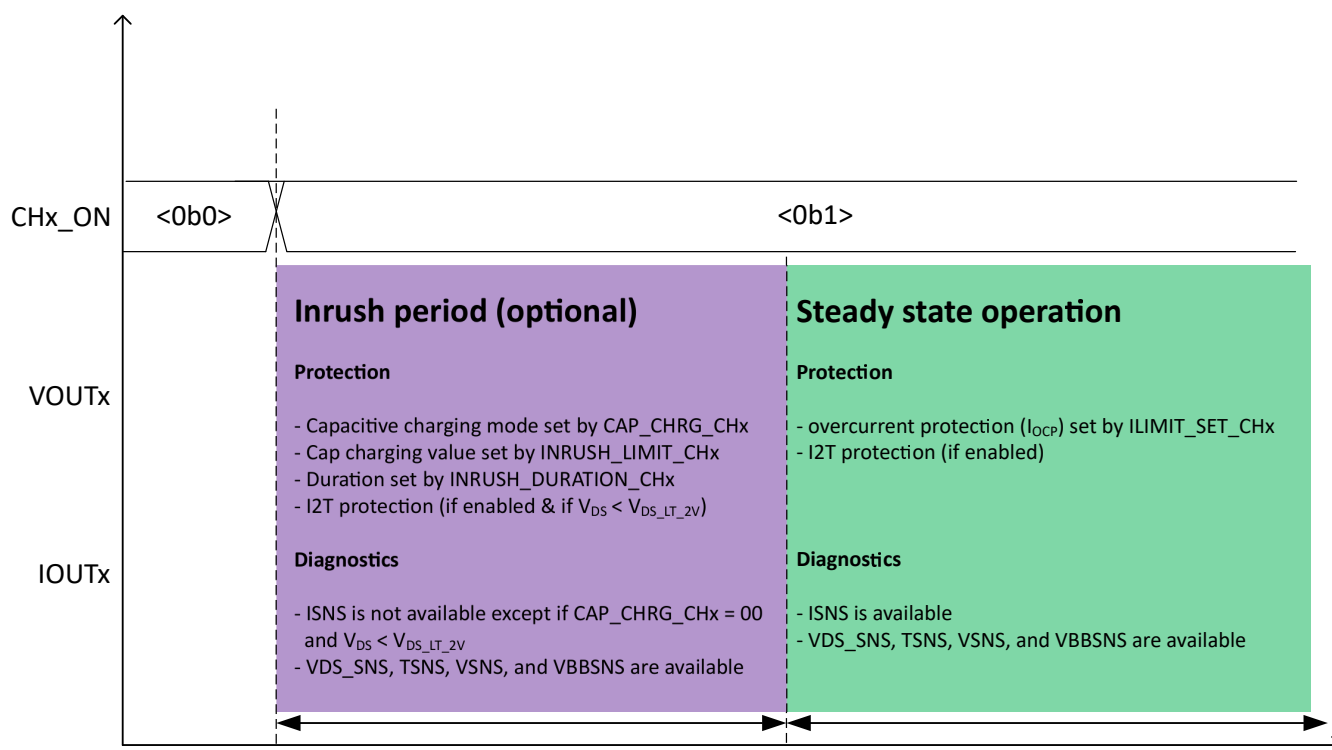 CHx_ON
<0b0>
<0b1>
VOUTx
IOUTx
Inrush period (optional)
Protection
- Capacitive charging mode set by CAP_CHRG_CHx
- Cap charging value set by INRUSH_LIMIT_CHx
- Duration set by INRUSH_DURATION_CHx
- I2T protection (if enabled & if VDS < VDS_LT_2V)
Diagnostics
- ISNS is not available except if CAP_CHRG_CHx = 00
and VDS < VDS_LT_2V
- VDS_SNS, TSNS, VSNS, and VBBSNS are available
Steady state operation
Protection
- overcurrent protection (IOCP) set by ILIMIT_SET_CHx
- I2T protection (if enabled)
Diagnostics
- ISNS is available
- VDS_SNS, TSNS, VSNS, and VBBSNS are available